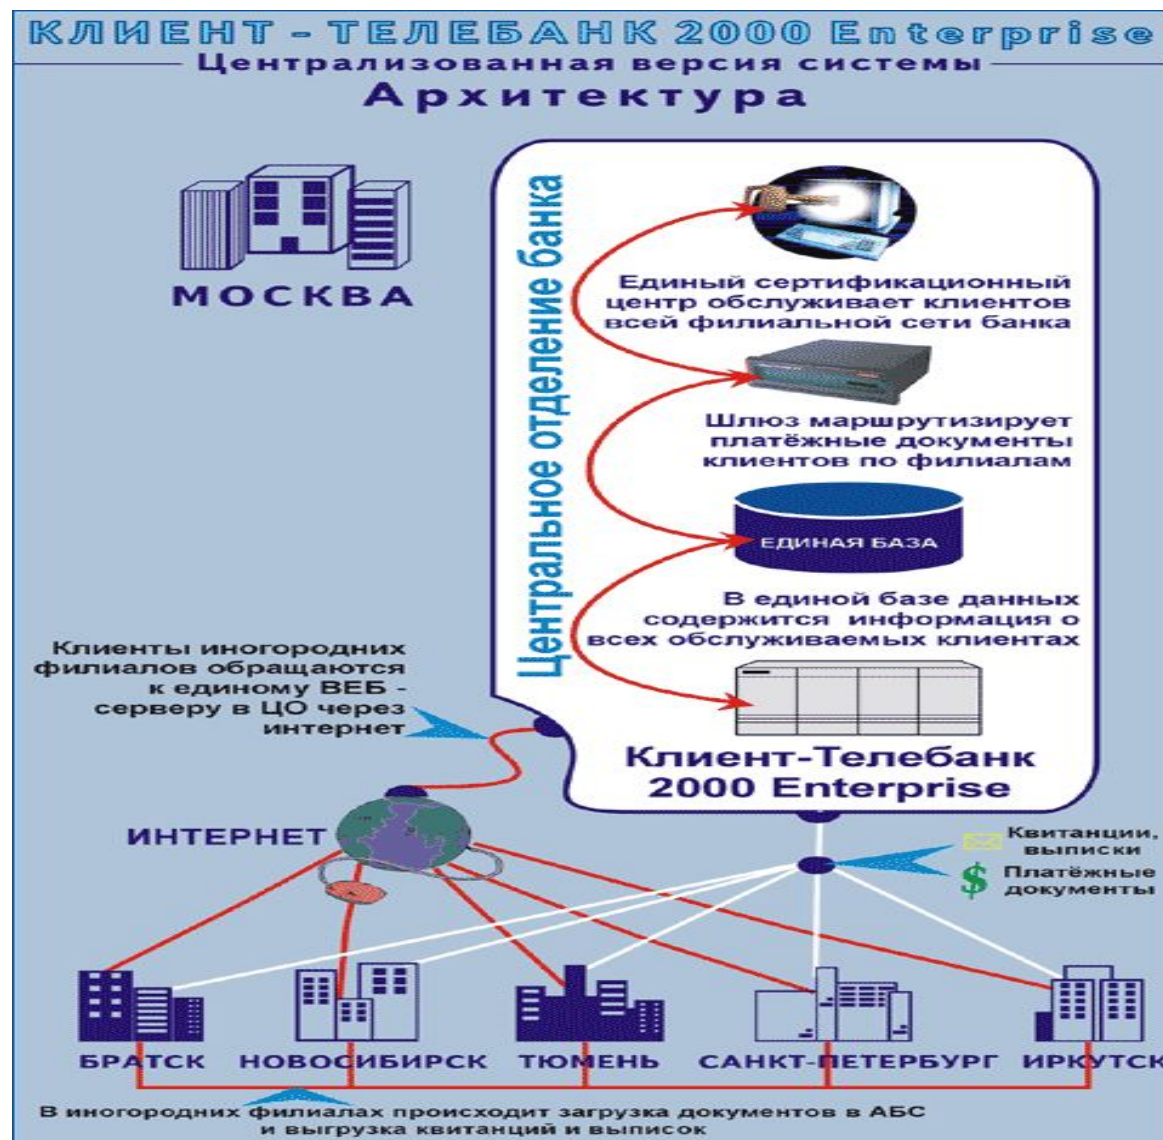 КЛИЕНТ - ТЕЛЕБАНК 2000 Enterprise
Централизованная версия системы
Архитектура
МОСКВА
Центральное отделение банка
Единый сертификационный
центр обслуживает клиентов
всей филиальной сети банка
Шлюз маршрутизирует
платёжные документы
клиентов по филиалам
ЕДИНАЯ БАЗА
В единой базе данных
содержится информация о
всех обслуживаемых клиентах
Клиент-Телебанк
2000 Enterprise
Клиенты иногородних
филиалов обращаются
к единому ВЕБ -
серверу в ЦО через
интернет
ИНТЕРНЕТ
Квитанции,
выписки
$ Платёжные
документы
БРАТСК НОВОСИБИРСК ТЮМЕНЬ САНКТ-ПЕТЕРБУРГ ИРКУТСК
В иногородних филиалах происходит загрузка документов в АБС
и выгрузка квитанций и выписок